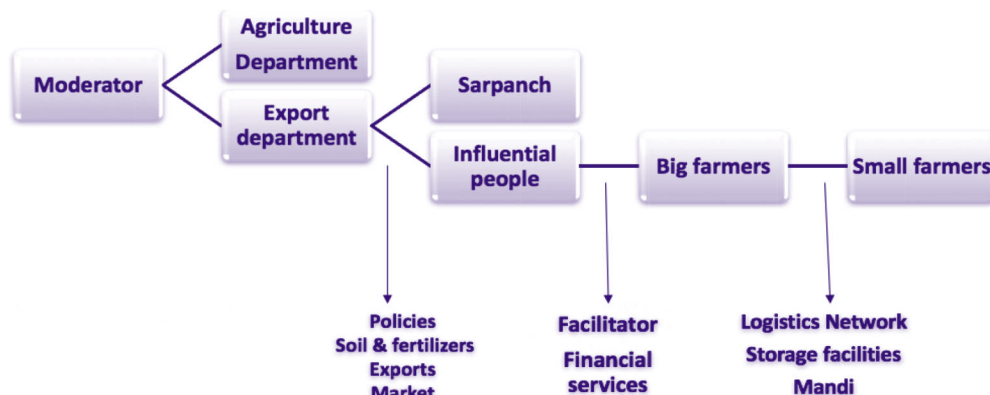 Moderator
Agriculture
Department
Export
department
Sarpanch
Influential
people
Big farmers
Small farmers
Policies
Soil & fertilizers
Exports
Market
Facilitator
Financial
services
Logistics Network
Storage facilities
Mandi